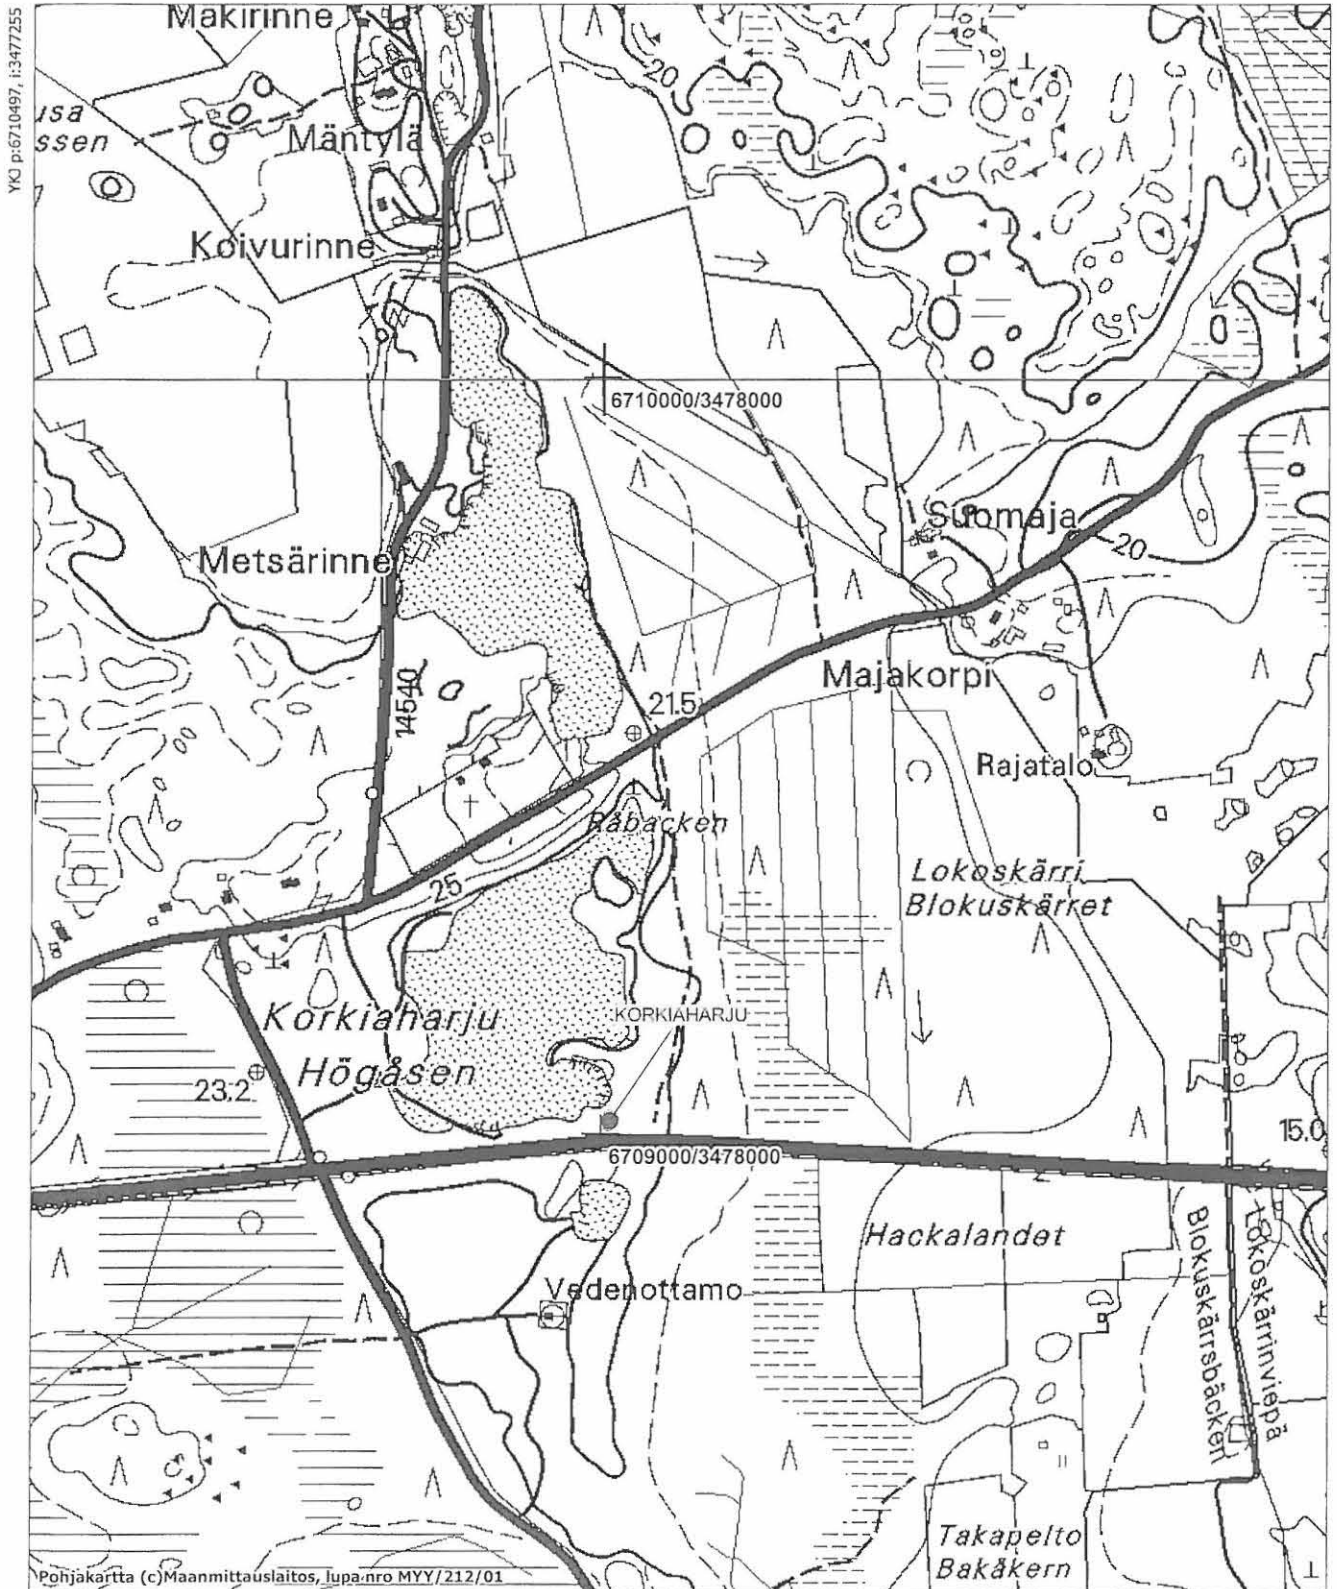 YKJ p:6710497, i:3477255
Mäkirinne
20
usa
ssen
Mäntylä
Koivurinne
6710000/3478000
Suomaja
20
Metsärinne
Majakorpi
14540
21.5
Rajatalo
Råbacken
25
Lokoskärri
Blokuskärret
Korkiaharju
Högåsen
KORKIAHARJU
23.2
15.0
6709000/3478000
Hackalandet
Blokuskärrsbäcken
Lokoskärrinviepä
Vedenottamo
Takapelto
Bakåkern
Pohjakartta (c)Maanmittauslaitos, lupa nro MYY/212/01